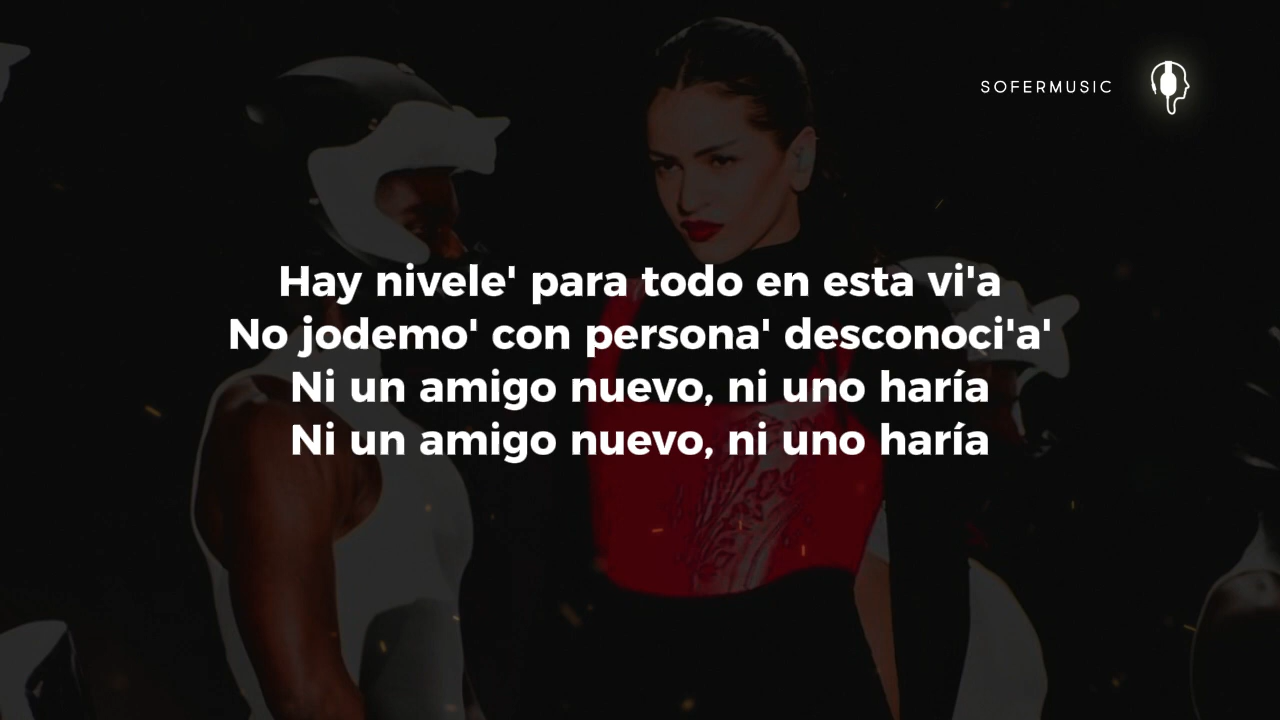 SOFERMUSIC
Hay nivele' para todo en esta vi'a
No jodemo' con persona' desconoci'a'
Ni un amigo nuevo, ni uno haría
Ni un amigo nuevo, ni uno haría